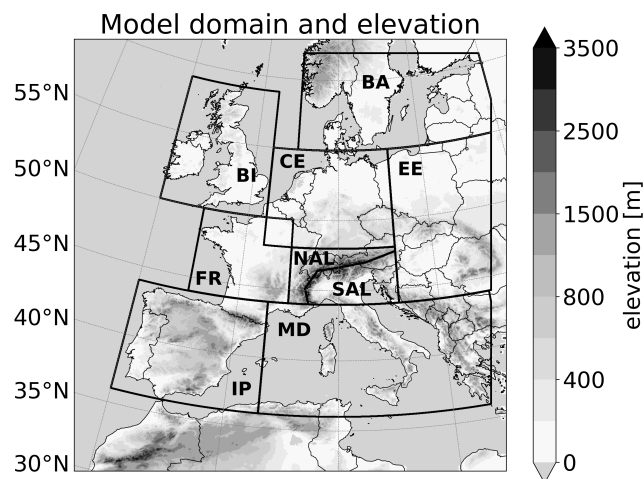 Model domain and elevation
55°N
50°N
45°N
40°N
35°N
30°N
BA
BI
CE
EE
NAL
FR
SAL
MD
IP
3500
2500
1500
800
400
0
elevation [m]